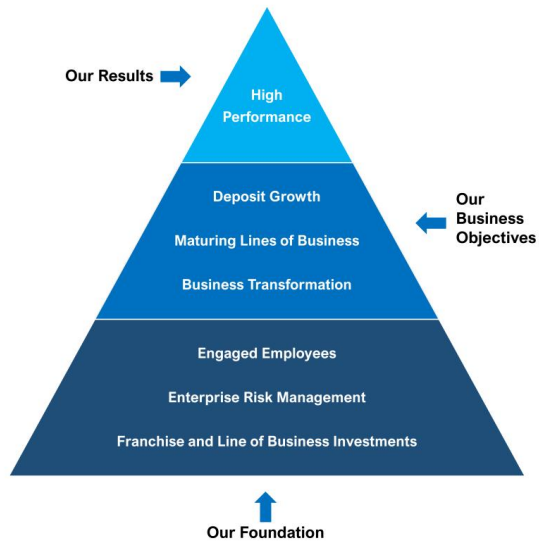 Our Results
High
Performance
Deposit Growth
Maturing Lines of Business
Business Transformation
Our
Business
Objectives
Engaged Employees
Enterprise Risk Management
Franchise and Line of Business Investments
Our Foundation